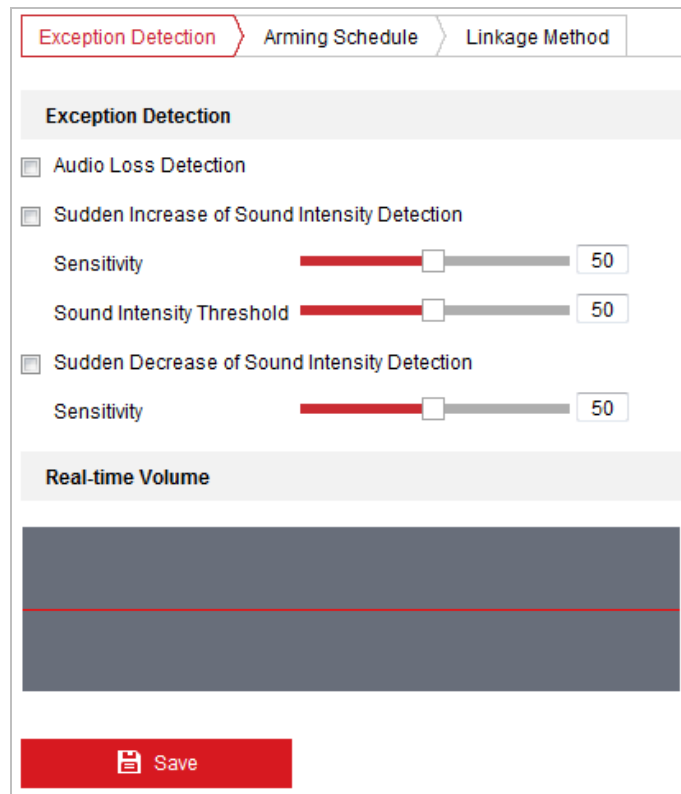 Exception Detection Arming Schedule Linkage Method
Exception Detection
Audio Loss Detection
Sudden Increase of Sound Intensity Detection
Sensitivity 50
Sound Intensity Threshold 50
Sudden Decrease of Sound Intensity Detection
Sensitivity 50
Real-time Volume
Save